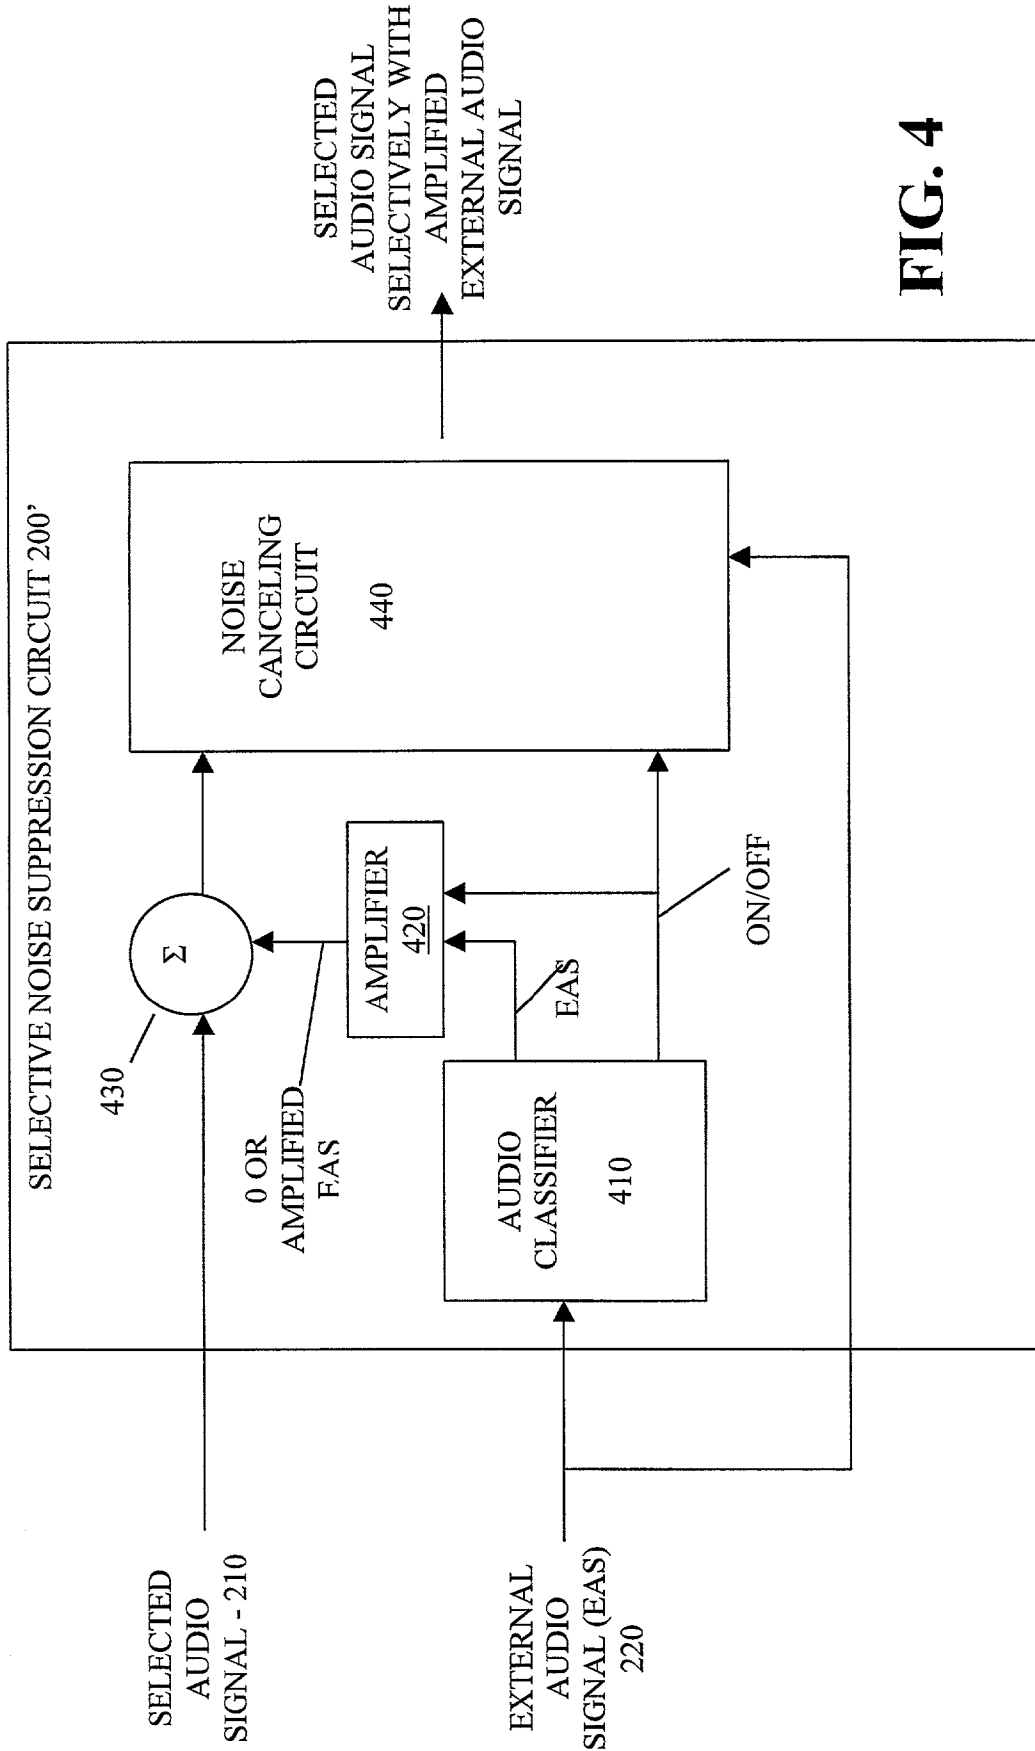 SELECTIVE NOISE SUPPRESSION CIRCUIT 200’
SELECTED
AUDIO
SIGNAL - 210
430
Σ
0 OR
AMPLIFIED
EAS
AMPLIFIER
420
NOISE
CANCELING
CIRCUIT
440
SELECTED
AUDIO SIGNAL
SELECTIVELY WITH
AMPLIFIED
EXTERNAL AUDIO
SIGNAL
EXTERNAL
AUDIO
SIGNAL (EAS)
220
AUDIO
CLASSIFIER
410
EAS
ON/OFF
FIG. 4